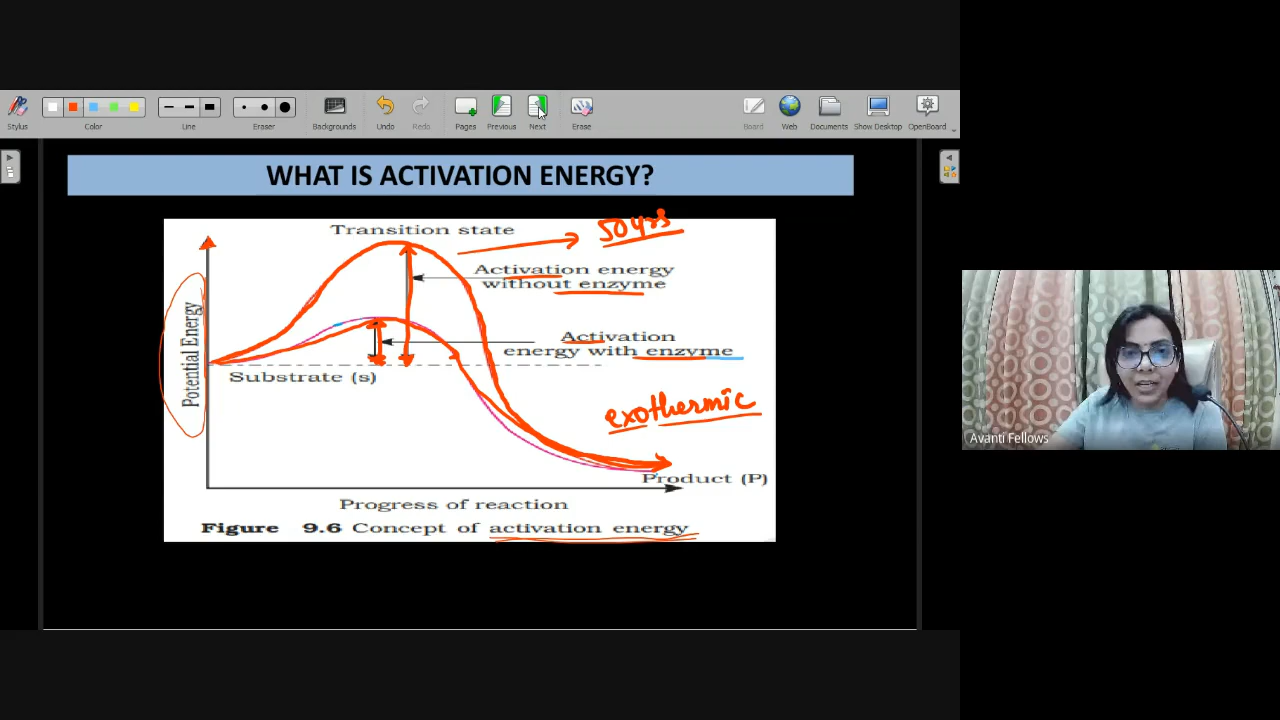 Stylus
Color
Line
Eraser
Backgrounds
Undo
Redo
Pages
Previous
Next
Erase
Board
Web
Documents
Show Desktop
OpenBoard
WHAT IS ACTIVATION ENERGY?
Transition state
50 yrs
Activation energy
without enzyme
Activation
energy with enzyme
Potential Energy
Substrate (s)
exothermic
Product (P)
Progress of reaction
Figure 9.6 Concept of activation energy
Avanti Fellows